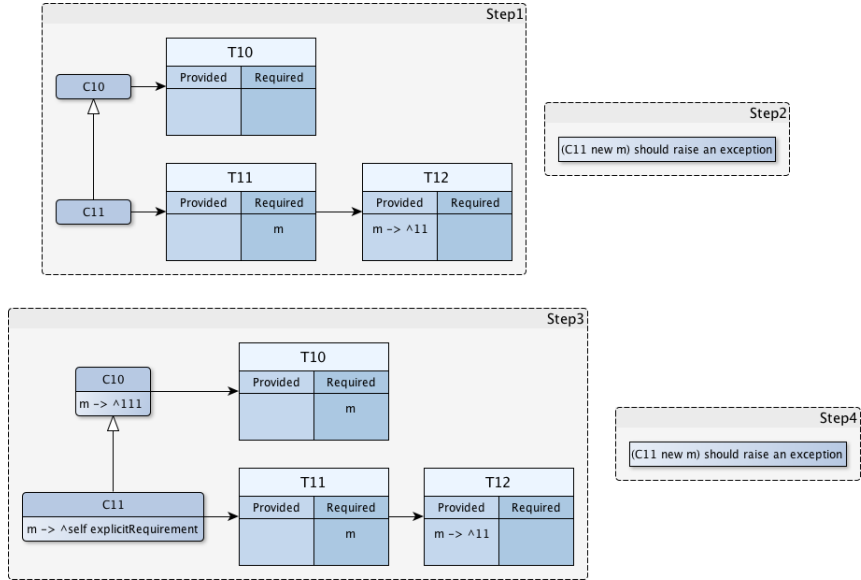 Step1
T10
Provided Required
C10
T11
Provided Required
m
C11
T12
Provided Required
m -> ^11
Step2
(C11 new m) should raise an exception
Step3
T10
Provided Required
m
C10
m -> ^111
T11
Provided Required
m
T12
Provided Required
m -> ^11
C11
m -> ^self explicitRequirement
Step4
(C11 new m) should raise an exception